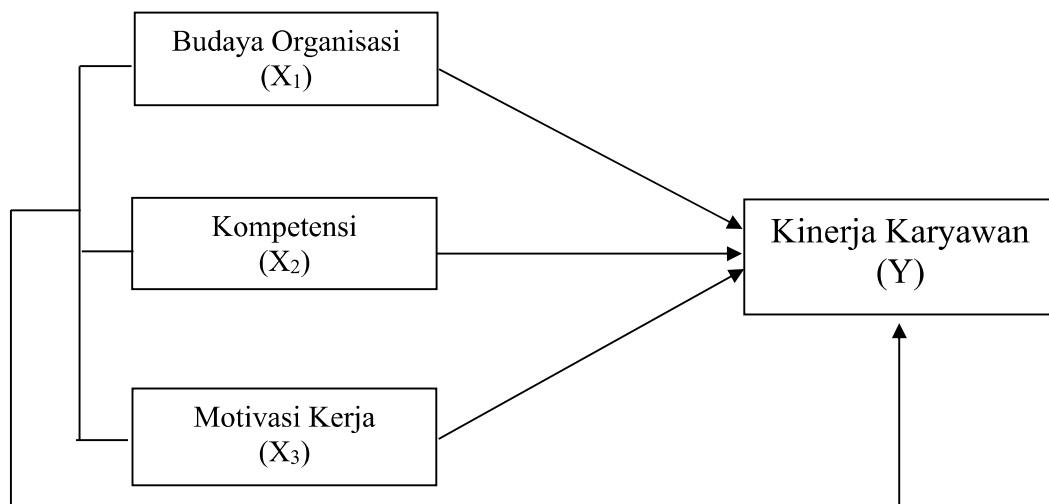 Budaya Organisasi
(X₁)
Kompetensi
(X₂)
Motivasi Kerja
(X₃)
Kinerja Karyawan
(Y)